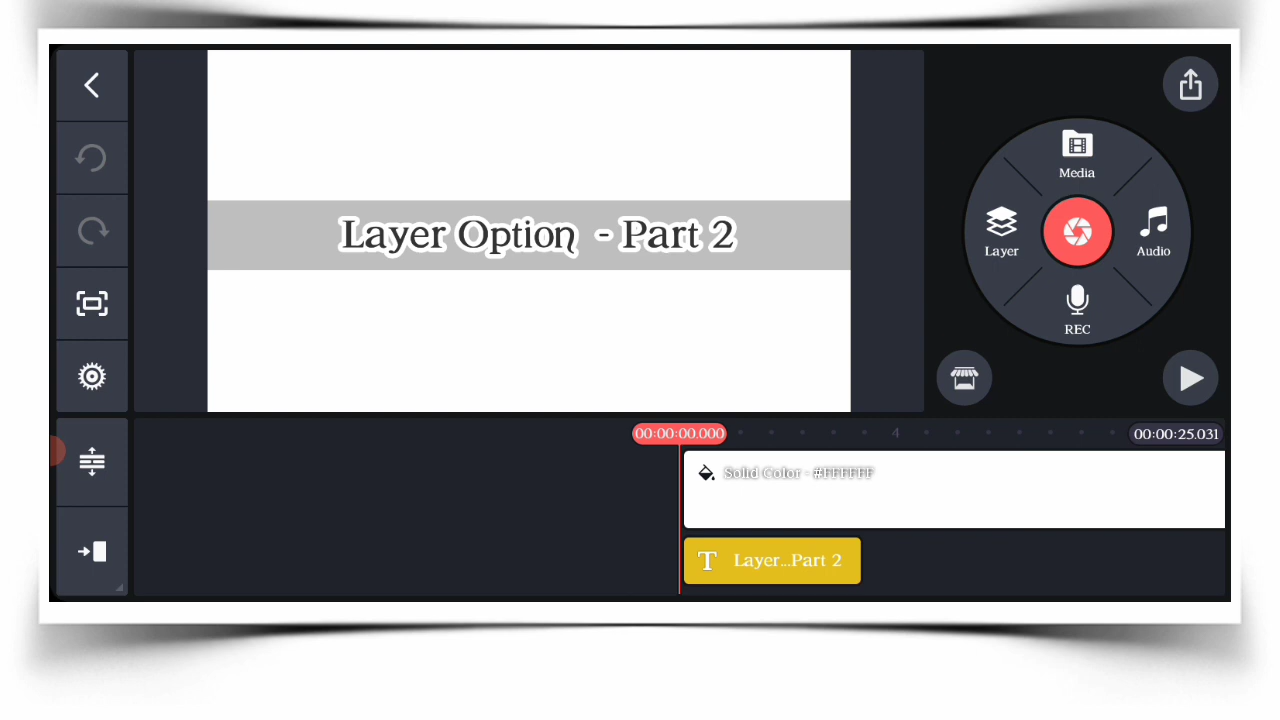 Media
Layer Option - Part 2
Layer
Audio
REC
00:00:00.000
4
00:00:25.031
Solid Color - #FFFFFF
T Layer...Part 2